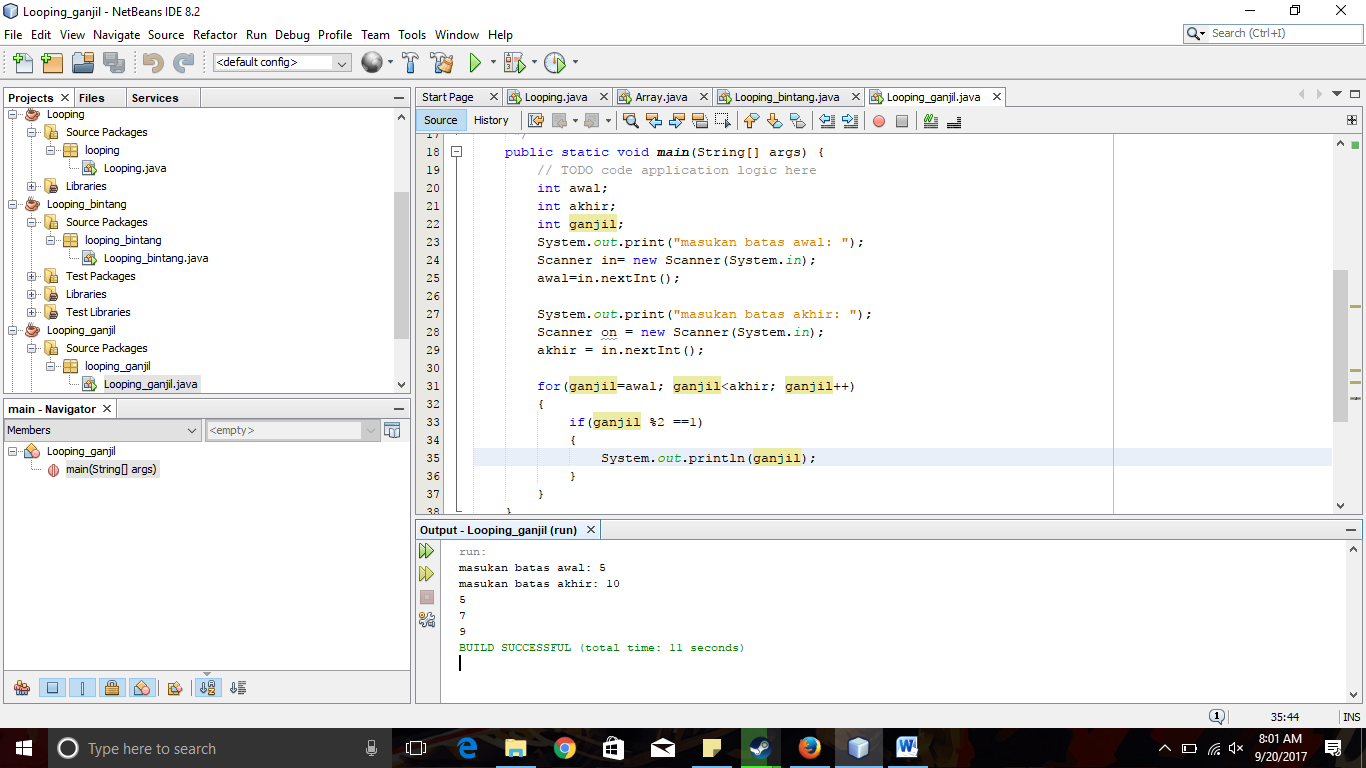 Looping_ganjil - NetBeans IDE 8.2
File Edit View Navigate Source Refactor Run Debug Profile Team Tools Window Help
Search (Ctrl+I)
<default config>
Projects Files Services
Looping
Source Packages
looping
Looping.java
Libraries
Looping_bintang
Source Packages
looping_bintang
Looping_bintang.java
Test Packages
Libraries
Test Libraries
Looping_ganjil
Source Packages
looping_ganjil
Looping_ganjil.java
main - Navigator
Members <empty>
Looping_ganjil
main(String[] args)
Start Page Looping.java Array.java Looping_bintang.java Looping_ganjil.java
Source History
17 */
18 public static void main(String[] args) {
19 // TODO code application logic here
20 int awal;
21 int akhir;
22 int ganjil;
23 System.out.print("masukan batas awal: ");
24 Scanner in= new Scanner(System.in);
25 awal=in.nextInt();
26
27 System.out.print("masukan batas akhir: ");
28 Scanner on = new Scanner(System.in);
29 akhir = in.nextInt();
30
31 for(ganjil=awal; ganjil<akhir; ganjil++)
32 {
33 if(ganjil %2 ==1)
34 {
35 System.out.println(ganjil);
36 }
37 }
38 }
Output - Looping_ganjil (run)
run:
masukan batas awal: 5
masukan batas akhir: 10
5
7
9
BUILD SUCCESSFUL (total time: 11 seconds)
1 35:44 INS
Type here to search
8:01 AM
9/20/2017